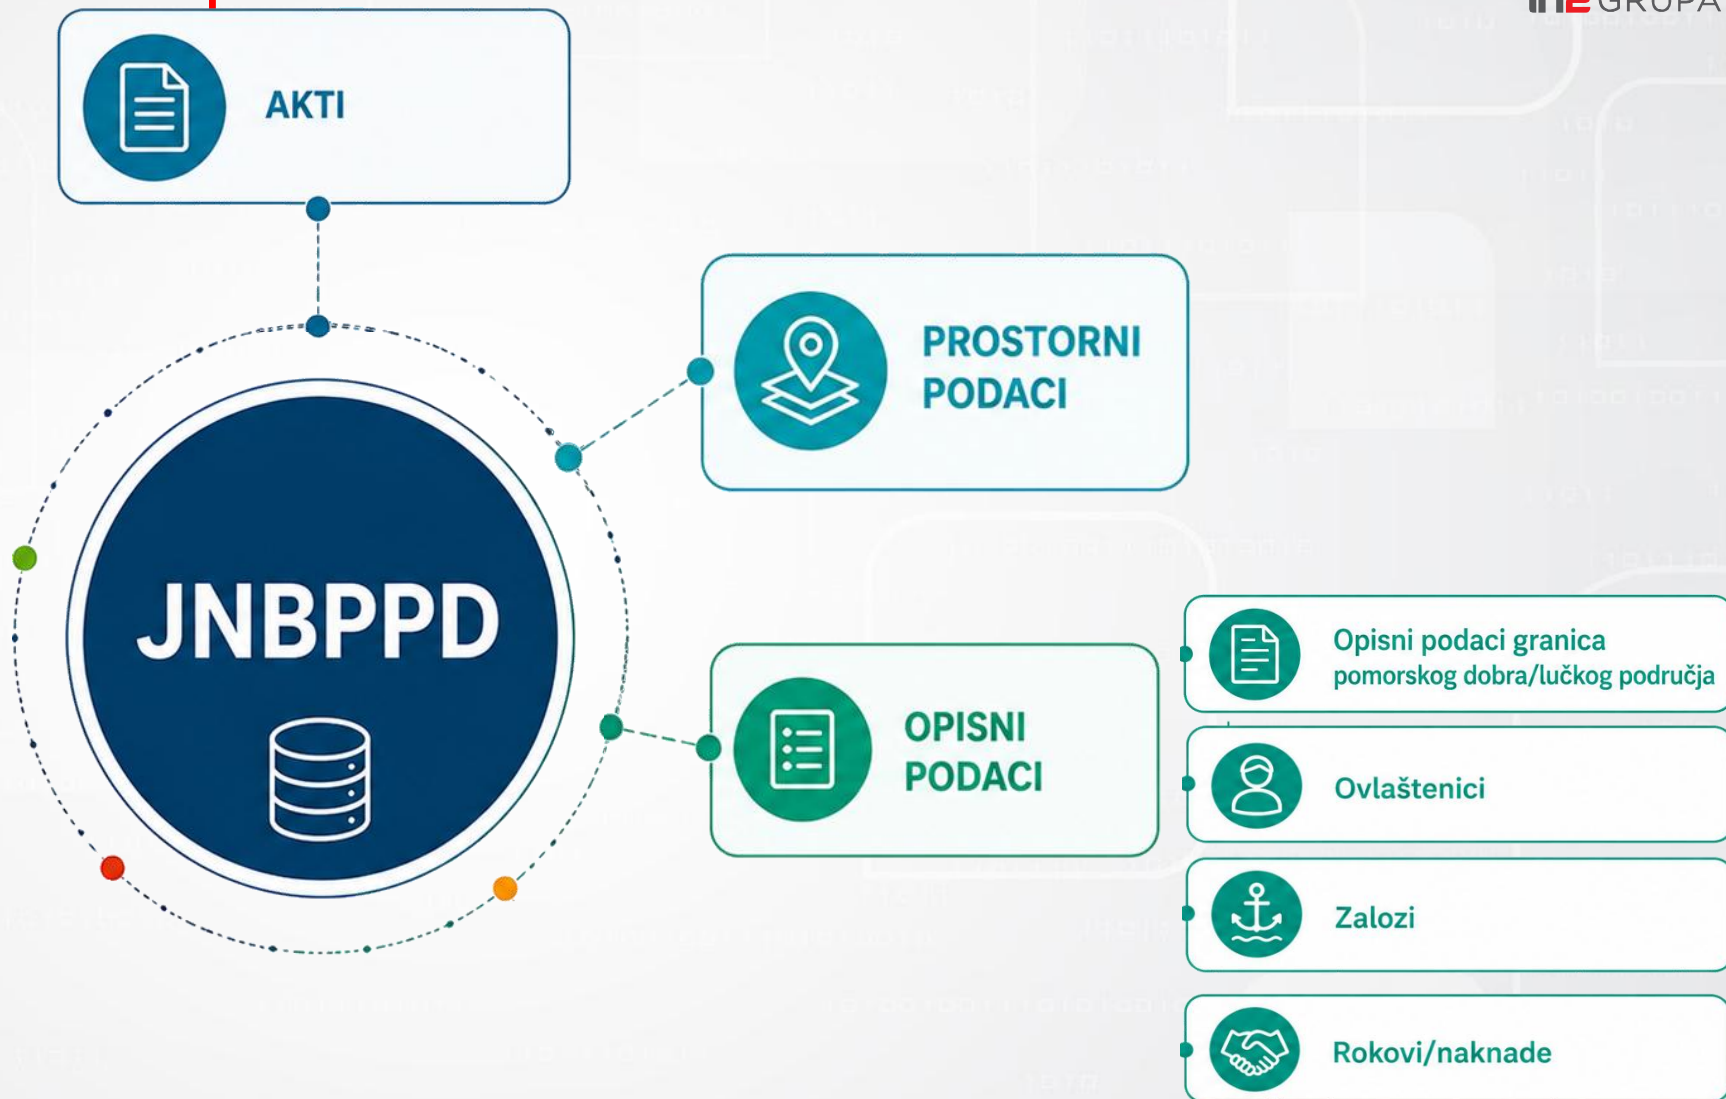 GRUPA
AKTI
PROSTORNI
PODACI
JNBPPD
OPISNI
PODACI
Opisni podaci granica
pomorskog dobra/lučkog područja
Ovlaštenici
Zalozi
Rokovi/naknade